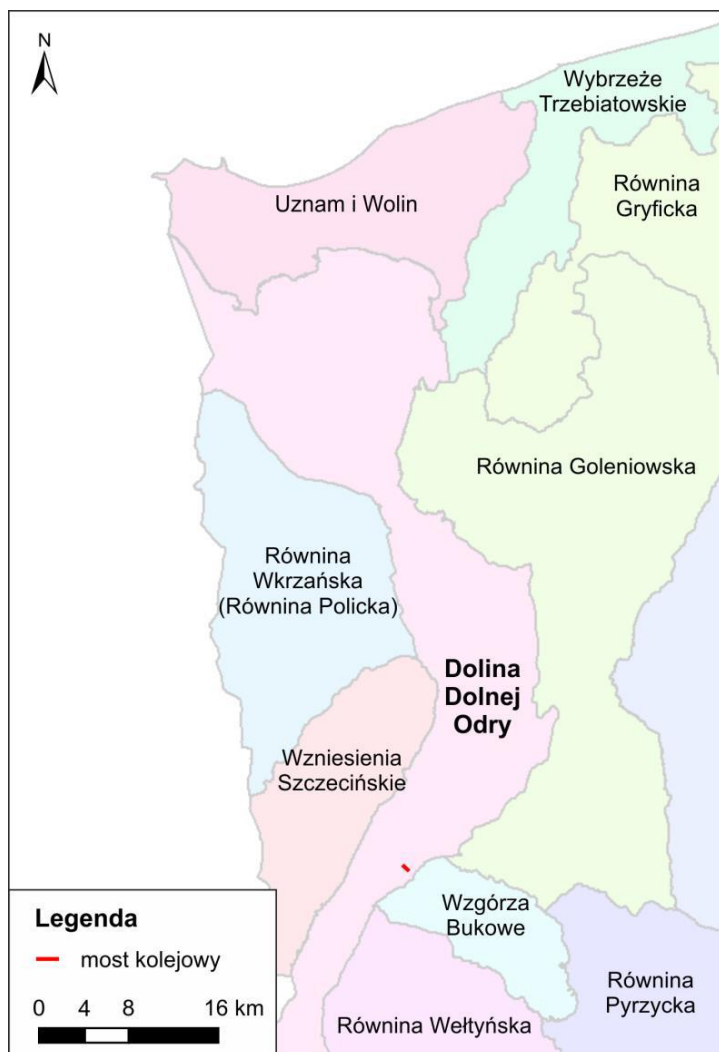 N
Wybrzeże
Trzebiatowskie
Równina
Gryficka
Uznam i Wolin
Równina Goleniowska
Równina
Wkrzańska
(Równina Policka)
Dolina
Dolnej
Odry
Wzniesienia
Szczecińskie
Wzgórza
Bukowe
Równina
Pyrzycka
Równina Wełtyńska
Legenda
most kolejowy
0 4 8 16 km